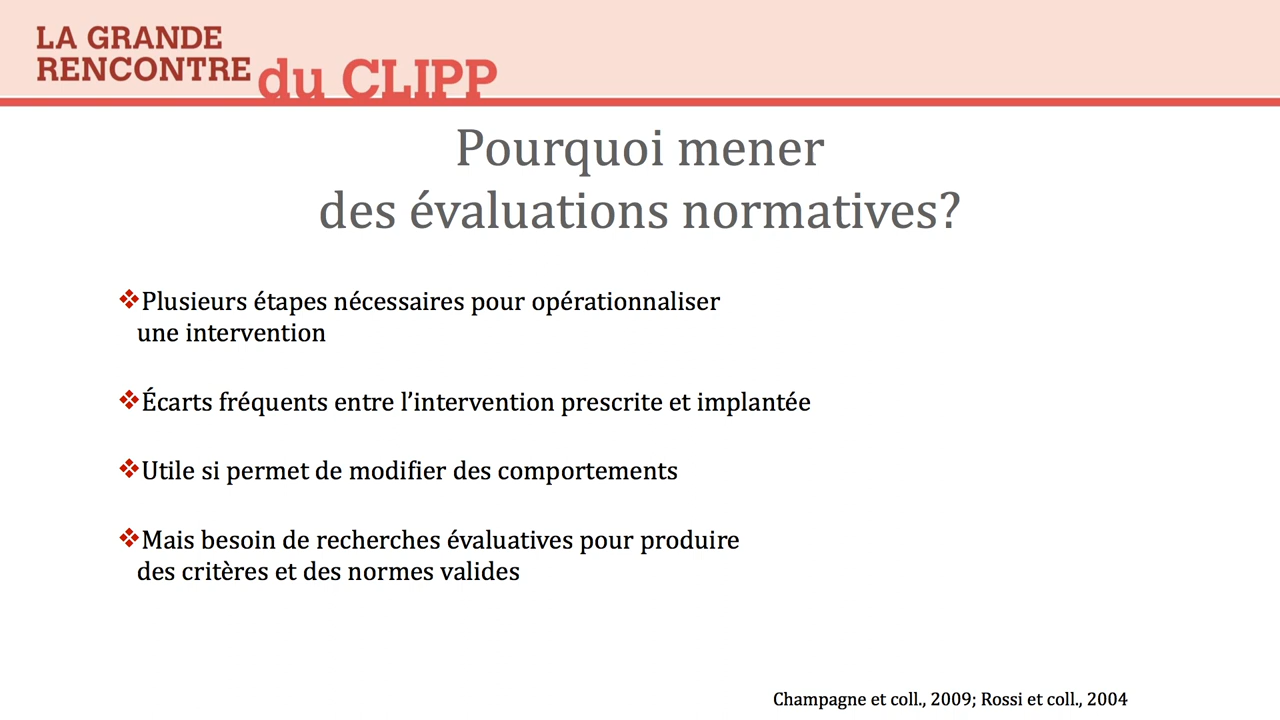 LA GRANDE
RENCONTRE du CLIPP
Pourquoi mener
des évaluations normatives?
❖Plusieurs étapes nécessaires pour opérationnaliser
une intervention
❖Écarts fréquents entre l’intervention prescrite et implantée
❖Utile si permet de modifier des comportements
❖Mais besoin de recherches évaluatives pour produire
des critères et des normes valides
Champagne et coll., 2009; Rossi et coll., 2004